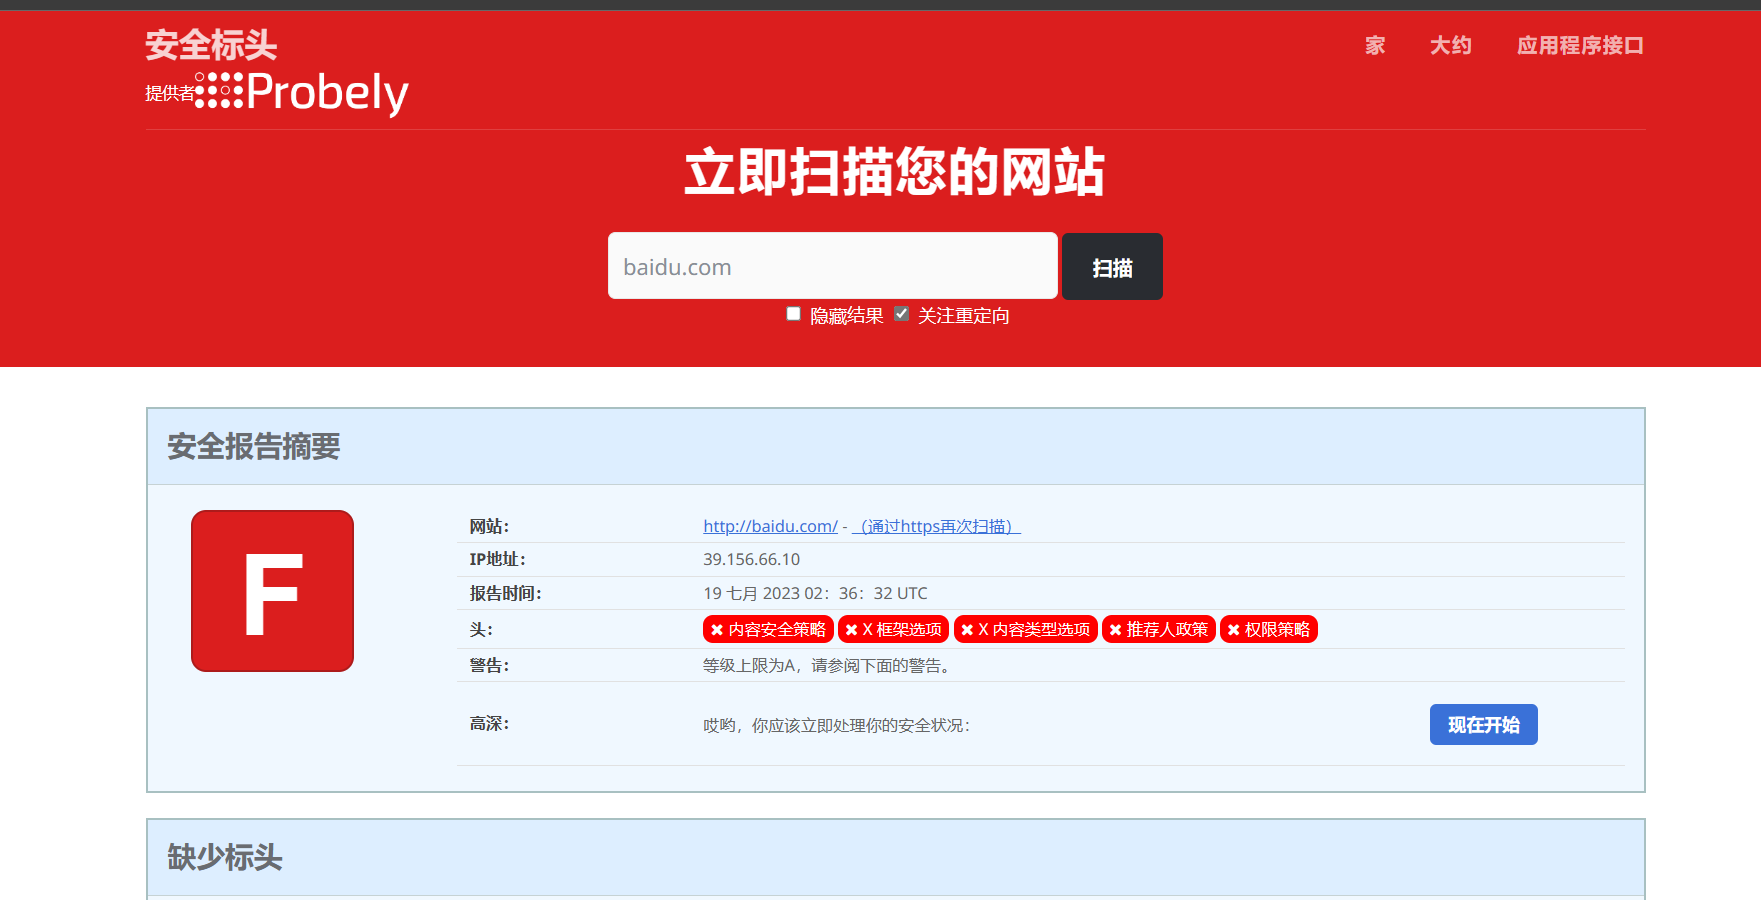 安全标头
家 大约 应用程序接口
提供者 Probely
立即扫描您的网站
baidu.com 扫描
隐藏结果 关注重定向
安全报告摘要
F
网站： http://baidu.com/ - （通过https再次扫描）
IP地址： 39.156.66.10
报告时间： 19 七月 2023 02：36：32 UTC
头： ✖ 内容安全策略 ✖ X 框架选项 ✖ X 内容类型选项 ✖ 推荐人政策 ✖ 权限策略
警告： 等级上限为A，请参阅下面的警告。
高深： 哎哟，你应该立即处理你的安全状况： 现在开始
缺少标头